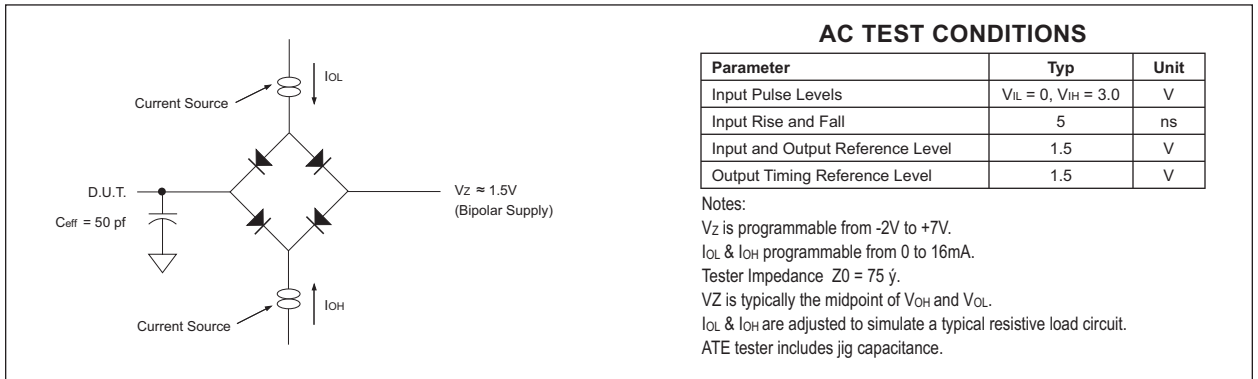 IOL
Current Source
D.U.T.
Ceff = 50 pf
VZ ≈ 1.5V
(Bipolar Supply)
IOH
Current Source
AC TEST CONDITIONS
Parameter Typ Unit
Input Pulse Levels VIL = 0, VIH = 3.0 V
Input Rise and Fall 5 ns
Input and Output Reference Level 1.5 V
Output Timing Reference Level 1.5 V
Notes:
VZ is programmable from -2V to +7V.
IOL & IOH programmable from 0 to 16mA.
Tester Impedance Z0 = 75 ý.
VZ is typically the midpoint of VOH and VOL.
IOL & IOH are adjusted to simulate a typical resistive load circuit.
ATE tester includes jig capacitance.